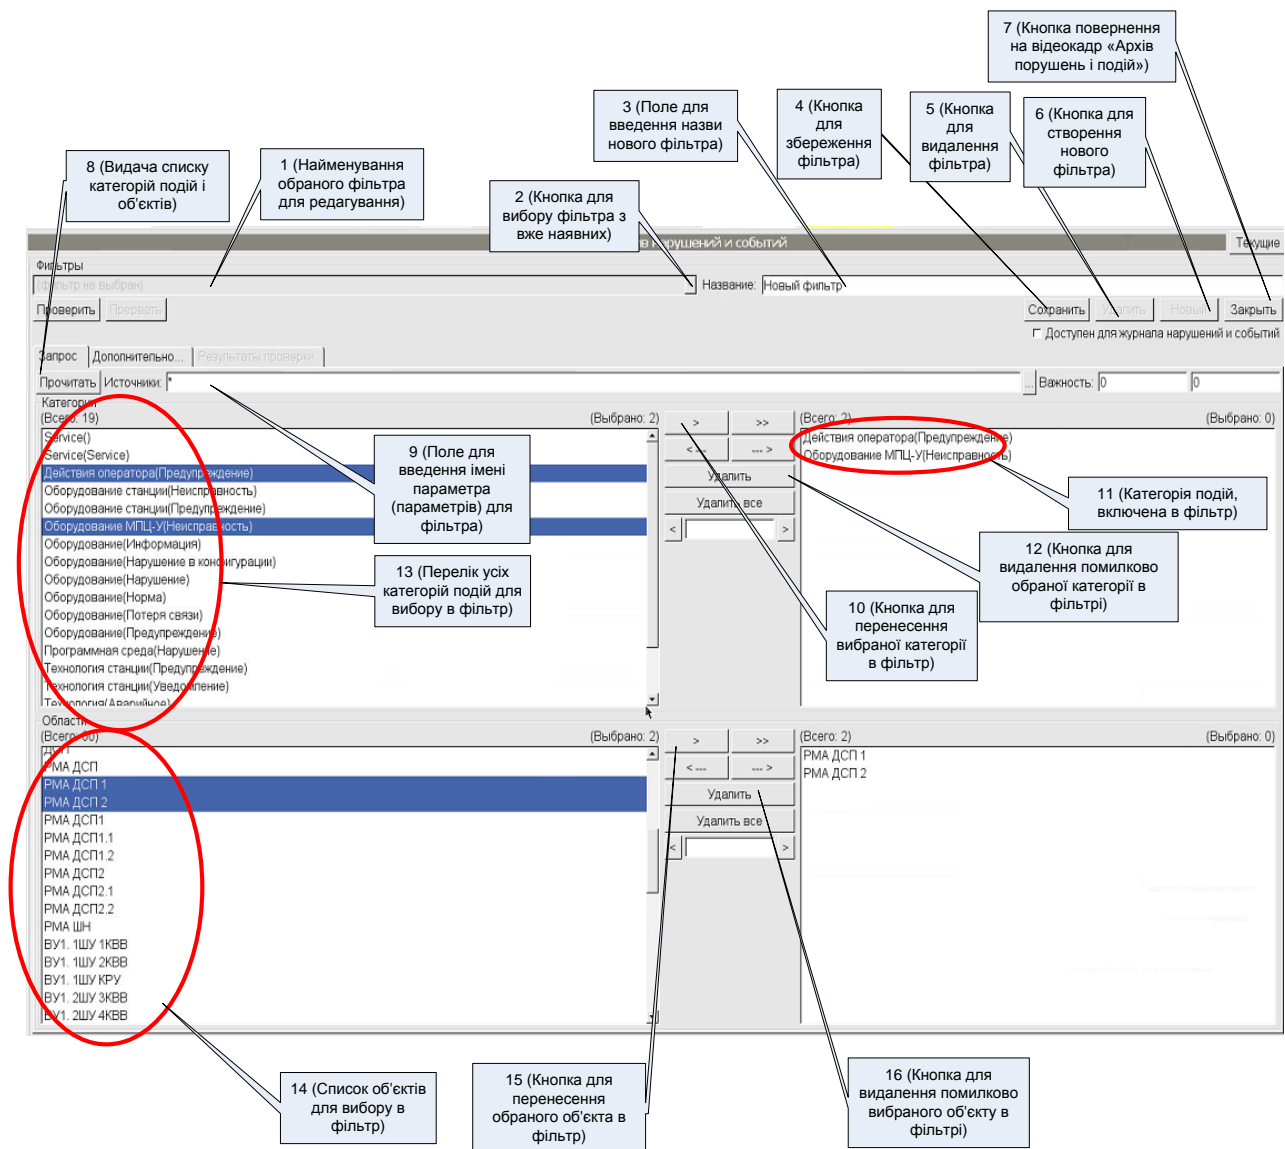 7 (Кнопка повернення
на відеокадр «Архів
порушень і подій»)
3 (Поле для
введення назви
нового фільтра)
4 (Кнопка
для
збереження
фільтра)
5 (Кнопка
для
видалення
фільтра)
6 (Кнопка для
створення
нового
фільтра)
8 (Видача списку
категорій подій і
об'єктів)
1 (Найменування
обраного фільтра
для редагування)
2 (Кнопка для
вибору фільтра з
вже наявних)
нарушений и событий
Текущие
Фильтры
(фильтр не выбран)
Название: Новый фильтр
Проверить Прервать
Сохранить Удалить Новый Закрыть
Доступен для журнала нарушений и событий
Запрос Дополнительно... Результаты проверки
Прочитать Источники: * ... Важность: 0 0
Категории
(Всего: 19) (Выбрано: 2) > >> (Всего: 2) (Выбрано: 0)
Service()
Service(Service)
Действия оператора(Предупреждение)
Оборудование станции(Неисправность)
Оборудование станции(Предупреждение)
Оборудование МПЦ-У(Неисправность)
Оборудование(Информация)
Оборудование(Нарушение в конфигурации)
Оборудование(Нарушение)
Оборудование(Норма)
Оборудование(Потеря связи)
Оборудование(Предупреждение)
Программная среда(Нарушение)
Технология станции(Предупреждение)
Технология станции(Уведомление)
Технология(Аварийное)
9 (Поле для
введення імені
параметра
(параметрів) для
фільтра)
13 (Перелік усіх
категорій подій для
вибору в фільтр)
< --- --- >
Удалить
Удалить все
< >
Действия оператора(Предупреждение)
Оборудование МПЦ-У(Неисправность)
11 (Категорія подій,
включена в фільтр)
12 (Кнопка для
видалення помилково
обраної категорії в
фільтрі)
10 (Кнопка для
перенесення
вибраної категорії
в фільтр)
Области
(Всего: 60) (Выбрано: 2) > >> (Всего: 2) (Выбрано: 0)
ДСП
РМА ДСП
РМА ДСП 1
РМА ДСП 2
РМА ДСП1
РМА ДСП1.1
РМА ДСП1.2
РМА ДСП2
РМА ДСП2.1
РМА ДСП2.2
РМА ШН
ВУ1. 1ШУ 1КВВ
ВУ1. 1ШУ 2КВВ
ВУ1. 1ШУ КРУ
ВУ1. 2ШУ 3КВВ
ВУ1. 2ШУ 4КВВ
< --- --- >
Удалить
Удалить все
< >
РМА ДСП 1
РМА ДСП 2
14 (Список об'єктів
для вибору в
фільтр)
15 (Кнопка для
перенесення
обраного об'єкта в
фільтр)
16 (Кнопка для
видалення помилково
вибраного об'єкту в
фільтрі)